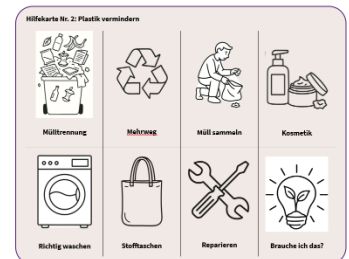 Hilfekarte Nr. 2: Plastik vermindern
Mülltrennung
Mehrweg
Müll sammeln
Kosmetik
Richtig waschen
Stofftaschen
Reparieren
Brauche ich das?